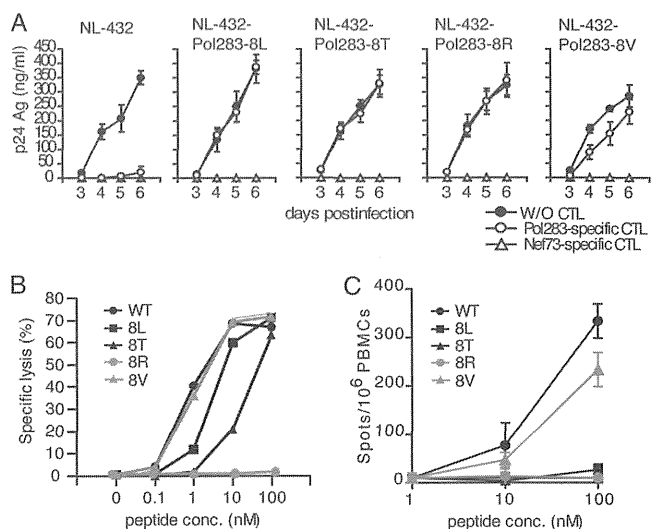 A
NL-432
NL-432-
Pol283-8L
NL-432-
Pol283-8T
NL-432-
Pol283-8R
NL-432-
Pol283-8V
p24 Ag (ng/ml)
450
400
350
300
250
200
150
100
50
0
3 4 5 6
3 4 5 6
3 4 5 6
3 4 5 6
3 4 5 6
days postinfection
W/O CTL
Pol283-specific CTL
Nef73-specific CTL
B
Specific lysis (%)
80
70
60
50
40
30
20
10
0
WT
8L
8T
8R
8V
0 0.1 1 10 100
peptide conc. (nM)
C
Spots/10⁶ PBMCs
400
300
200
100
0
WT
8L
8T
8R
8V
1 10 100
peptide conc. (nM)